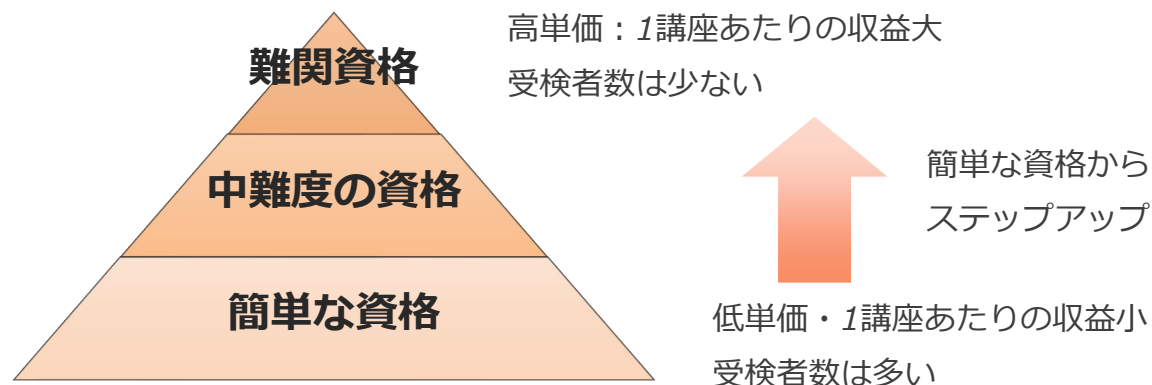 難関資格
高単価：1講座あたりの収益大
受検者数は少ない
中難度の資格
簡単な資格から
ステップアップ
簡単な資格
低単価・1講座あたりの収益小
受検者数は多い